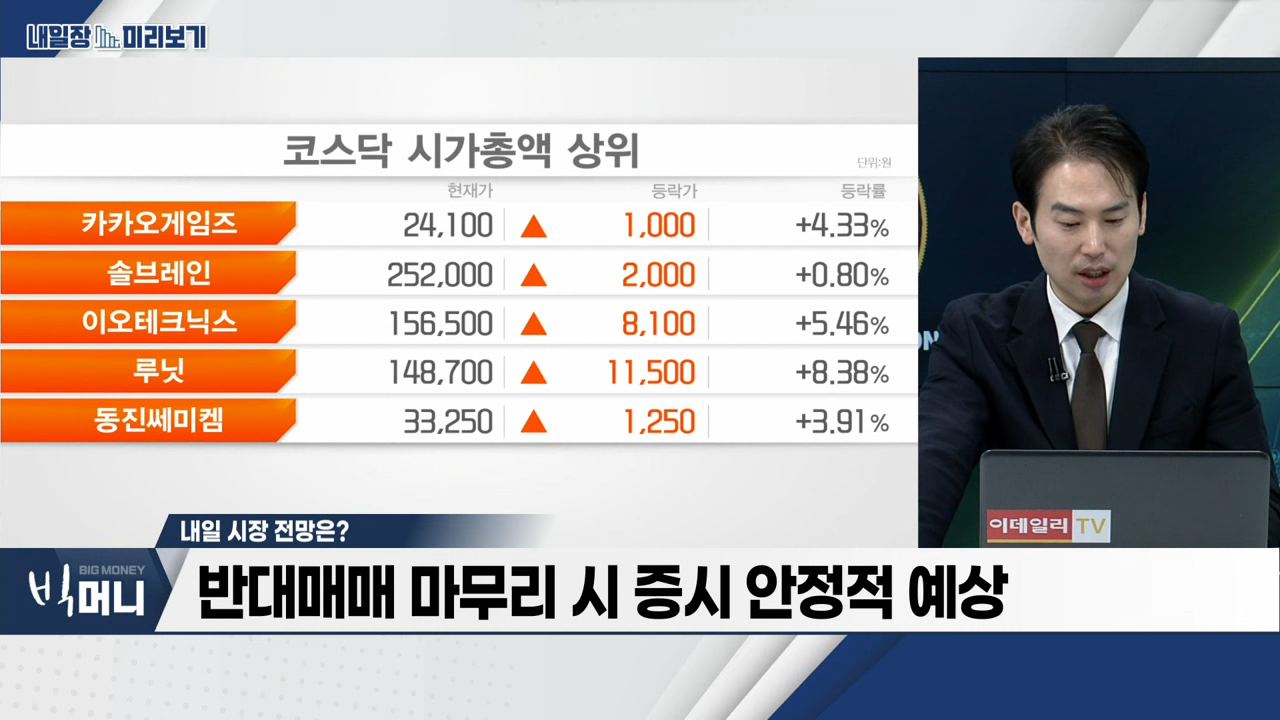 내일장 미리보기
코스닥 시가총액 상위
단위:원
현재가 등락가 등락률
카카오게임즈 24,100 ▲ 1,000 +4.33%
솔브레인 252,000 ▲ 2,000 +0.80%
이오테크닉스 156,500 ▲ 8,100 +5.46%
루닛 148,700 ▲ 11,500 +8.38%
동진쎄미켐 33,250 ▲ 1,250 +3.91%
ON
이데일리 TV
내일 시장 전망은?
BIG MONEY
빅머니
반대매매 마무리 시 증시 안정적 예상